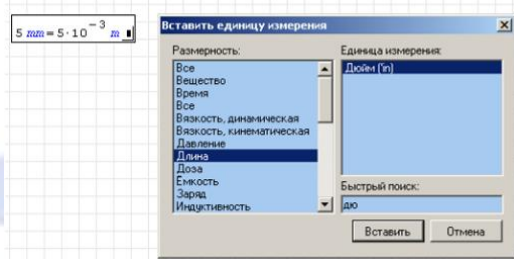 5 mm = 5·10⁻³ m
Вставить единицу измерения
Размерность:
Все
Вещество
Время
Все
Вязкость, динамическая
Вязкость, кинематическая
Давление
Длина
Доза
Емкость
Заряд
Индуктивность
Единица измерения:
Дюйм ('in)
Быстрый поиск:
дю
Вставить
Отмена